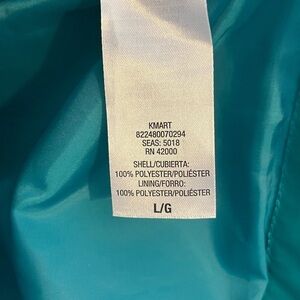 KMART
822480070294
SEAS: 5018
RN 42000
SHELL/CUBIERTA:
100% POLYESTER/POLIÉSTER
LINING/FORRO:
100% POLYESTER/POLIÉSTER
L/G